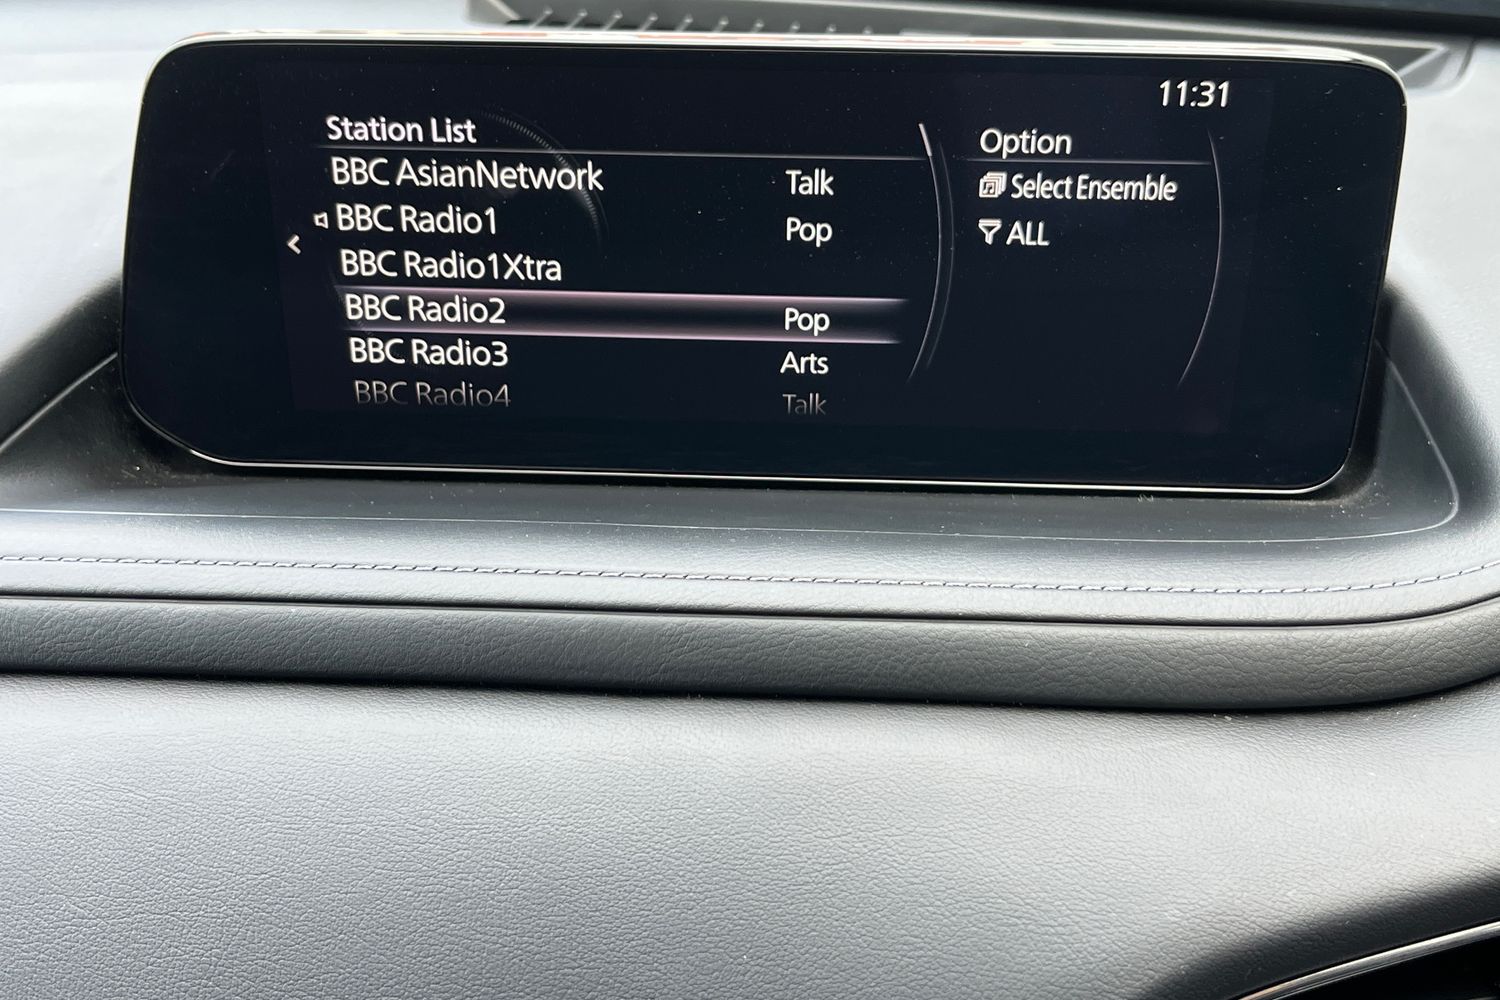 11:31
Station List
BBC AsianNetwork Talk
BBC Radio1 Pop
BBC Radio1Xtra
BBC Radio2 Pop
BBC Radio3 Arts
BBC Radio4 Talk
Option
Select Ensemble
ALL